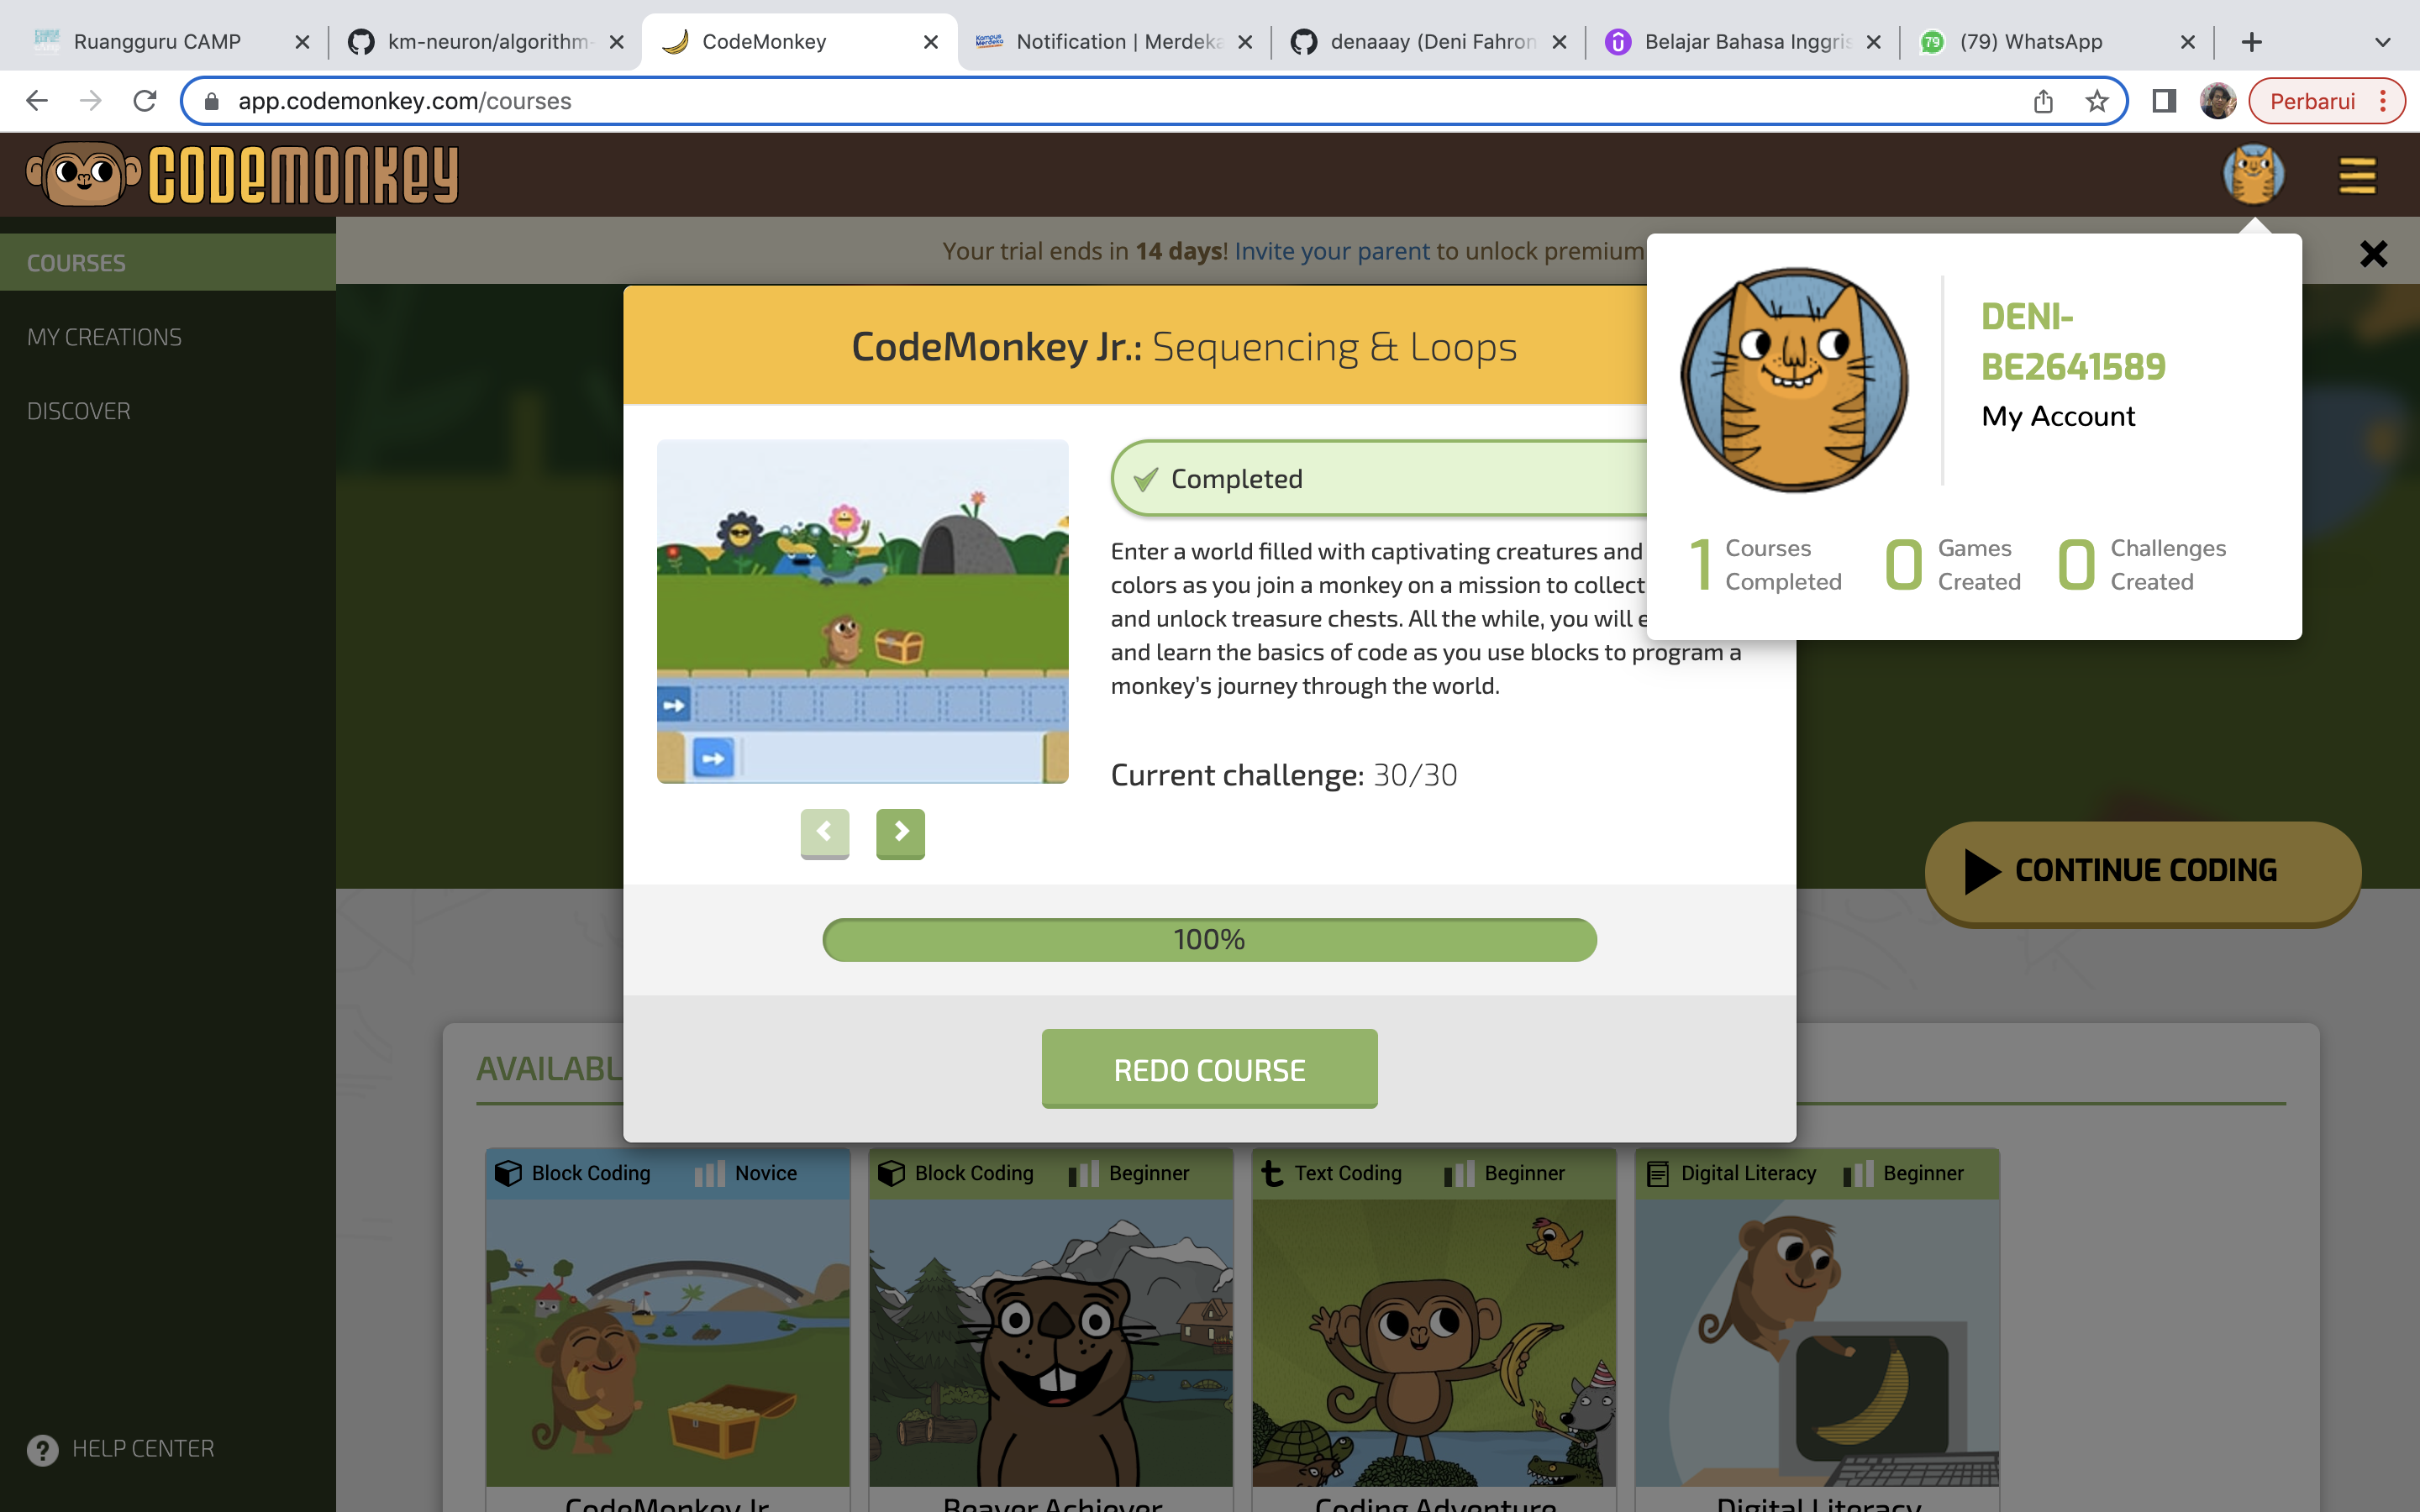 Ruangguru CAMP
km-neuron/algorithm-
CodeMonkey
Notification | Merdeka
denaaay (Deni Fahron
Belajar Bahasa Inggris
79
(79) WhatsApp
app.codemonkey.com/courses
Perbarui
CODEMONKEY
COURSES
MY CREATIONS
DISCOVER
HELP CENTER
Your trial ends in 14 days! Invite your parent to unlock premium
DENI-
BE2641589
My Account
1 Courses Completed
0 Games Created
0 Challenges Created
CodeMonkey Jr.: Sequencing & Loops
Completed
Enter a world filled with captivating creatures and
colors as you join a monkey on a mission to collect
and unlock treasure chests. All the while, you will e
and learn the basics of code as you use blocks to program a
monkey's journey through the world.
Current challenge: 30/30
CONTINUE CODING
100%
REDO COURSE
AVAILABL
Block Coding Novice
Block Coding Beginner
Text Coding Beginner
Digital Literacy Beginner
CodeMonkey Jr
Beaver Achiever
Coding Adventure
Digital Literacy